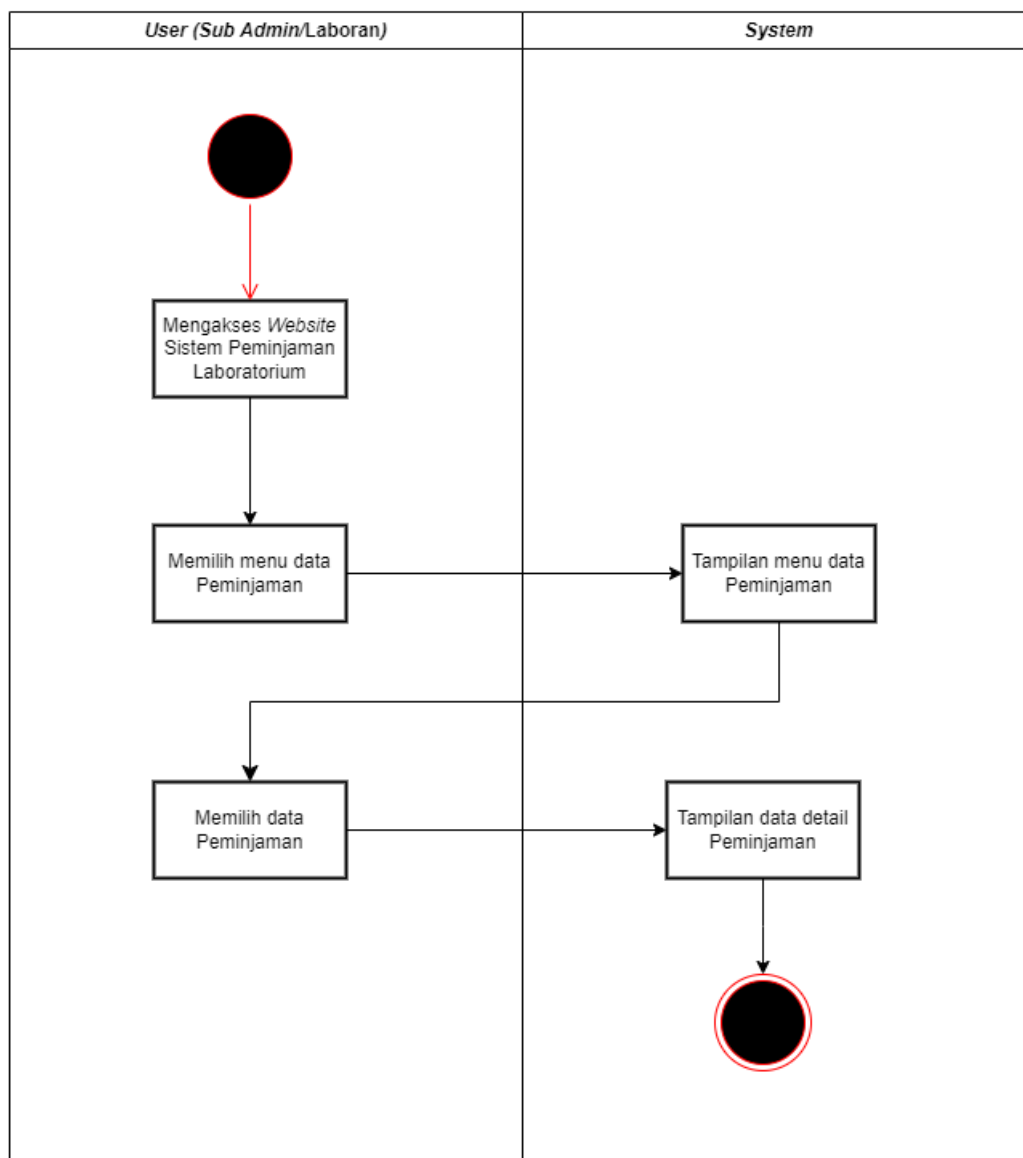 User (Sub Admin/Laboran)
System
Mengakses Website
Sistem Peminjaman
Laboratorium
Memilih menu data
Peminjaman
Tampilan menu data
Peminjaman
Memilih data
Peminjaman
Tampilan data detail
Peminjaman